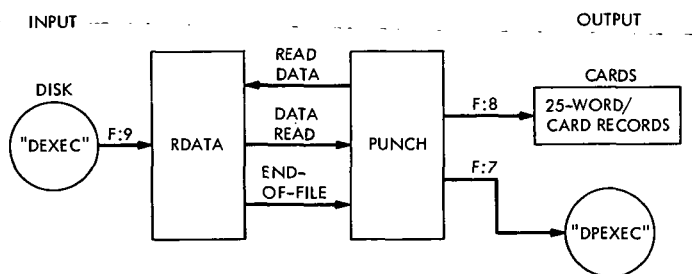 INPUT
OUTPUT
READ
DATA
CARDS
DISK
F:8
25-WORD/
CARD RECORDS
"DEXEC"
F:9
RDATA
DATA
READ
PUNCH
F:7
END-
OF-FILE
"DPEXEC"